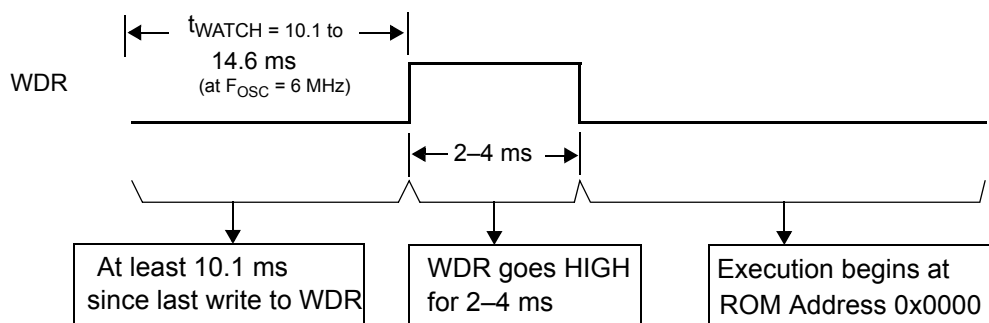 tWATCH = 10.1 to
14.6 ms
(at FOSC = 6 MHz)
WDR
2–4 ms
At least 10.1 ms
since last write to WDR
WDR goes HIGH
for 2–4 ms
Execution begins at
ROM Address 0x0000